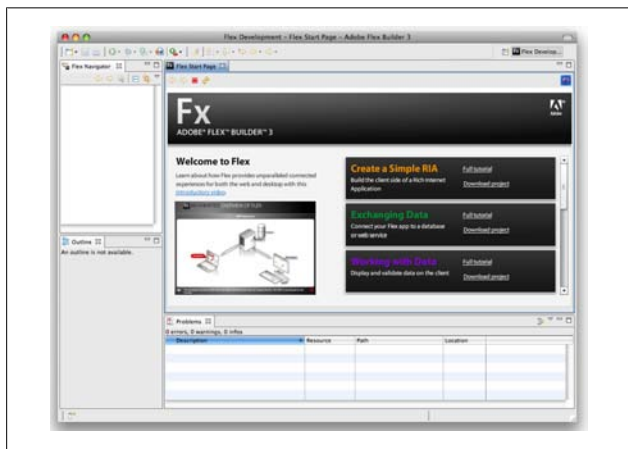 Flex Development - Flex Start Page - Adobe Flex Builder 3
Flex Develop...
Flex Navigator
Flex Start Page
Fx
ADOBE® FLEX® BUILDER™ 3
Adobe
Welcome to Flex
Learn about how Flex provides unparalleled connected
experiences for both the web and desktop with this
introductory video.
OVERVIEW OF FLEX
Create a Simple RIA
Build the client side of a Rich Internet
Application
Full tutorial
Download project
Exchanging Data
Connect your Flex app to a database
or web service
Full tutorial
Download project
Working with Data
Display and validate data on the client
Full tutorial
Download project
Outline
An outline is not available.
Problems
0 errors, 0 warnings, 0 infos
Description
Resource
Path
Location